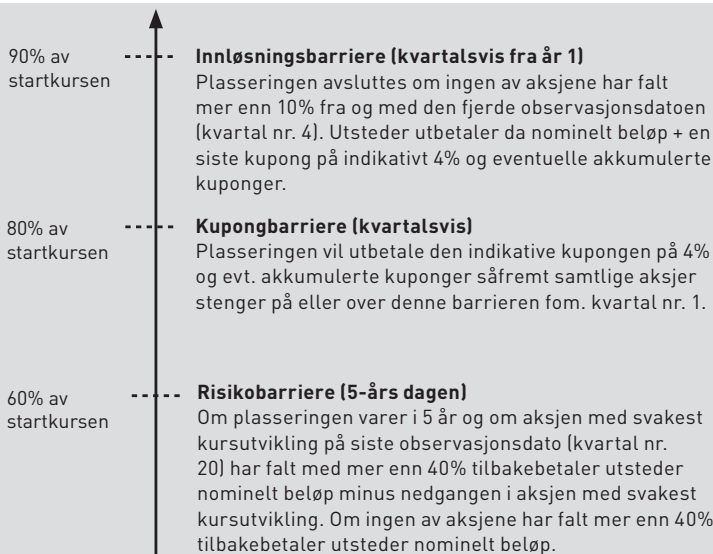 90% av
startkursen
Innløsningsbarriere (kvartalsvis fra år 1)
Plasseringen avsluttes om ingen av aksjene har falt
mer enn 10% fra og med den fjerde observasjonsdatoen
(kvartal nr. 4). Utsteder utbetaler da nominelt beløp + en
siste kupong på indikativt 4% og eventuelle akkumulerte
kuponger.
80% av
startkursen
Kupongbarriere (kvartalsvis)
Plasseringen vil utbetale den indikative kupongen på 4%
og evt. akkumulerte kuponger såfremt samtlige aksjer
stenger på eller over denne barrieren fom. kvartal nr. 1.
60% av
startkursen
Risikobarriere (5-års dagen)
Om plasseringen varer i 5 år og om aksjen med svakest
kursutvikling på siste observasjonsdato (kvartal nr.
20) har falt med mer enn 40% tilbakebetaler utsteder
nominelt beløp minus nedgangen i aksjen med svakest
kursutvikling. Om ingen av aksjene har falt mer enn 40%
tilbakebetaler utsteder nominelt beløp.